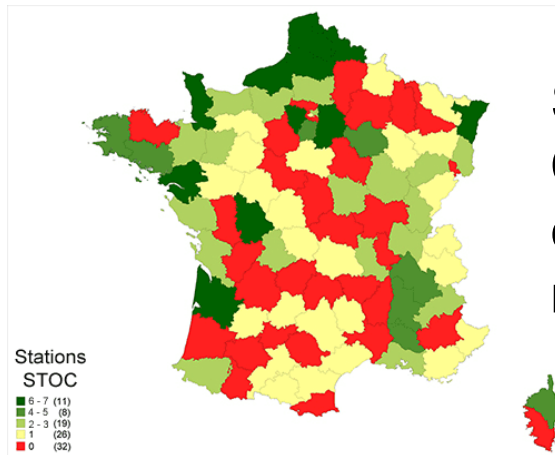 Stations
STOC
6 - 7 (11)
4 - 5 (8)
2 - 3 (19)
1 (26)
0 (32)